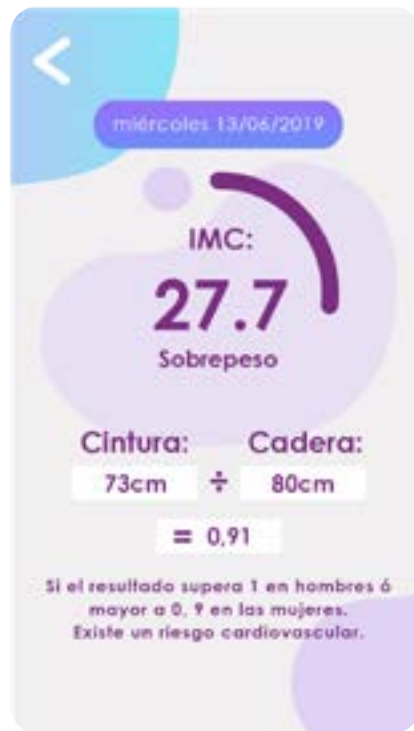 miércoles 13/06/2019
IMC:
27.7
Sobrepeso
Cintura: Cadera:
73cm ÷ 80cm
= 0,91
Si el resultado supera 1 en hombres ó
mayor a 0, 9 en las mujeres.
Existe un riesgo cardiovascular.